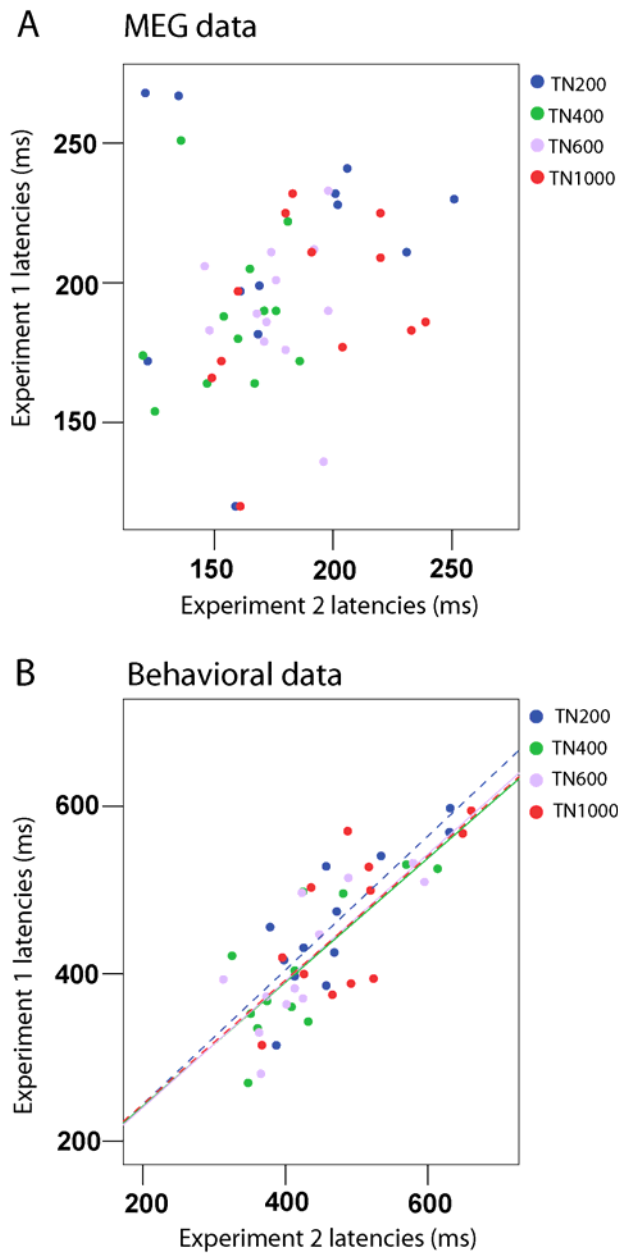 A MEG data
TN200
TN400
TN600
TN1000
Experiment 1 latencies (ms)
250
200
150
150 200 250
Experiment 2 latencies (ms)
B Behavioral data
TN200
TN400
TN600
TN1000
Experiment 1 latencies (ms)
600
400
200
200 400 600
Experiment 2 latencies (ms)